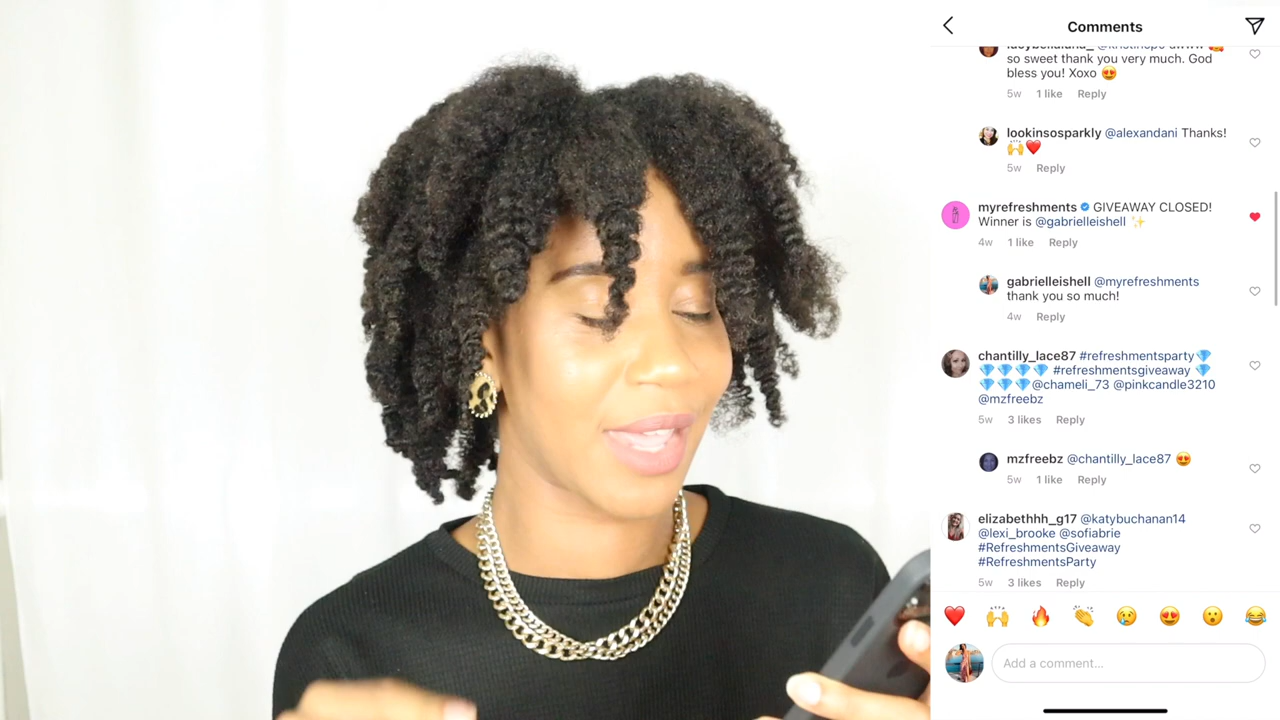 Comments
so sweet thank you very much. God
bless you! Xoxo 😍
5w 1 like Reply
lookinsosparkly @alexandani Thanks!
🙌❤️
5w Reply
myrefreshments GIVEAWAY CLOSED!
Winner is @gabrielleishell ✨
4w 1 like Reply
gabrielleishell @myrefreshments
thank you so much!
4w Reply
chantilly_lace87 #refreshmentsparty💎
💎💎💎💎 #refreshmentsgiveaway 💎
💎💎💎💎@chameli_73 @pinkcandle3210
@mzfreebz
5w 3 likes Reply
mzfreebz @chantilly_lace87 😍
5w 1 like Reply
elizabethhh_g17 @katybuchanan14
@lexi_brooke @sofiabrie
#RefreshmentsGiveaway
#RefreshmentsParty
5w 3 likes Reply
Add a comment...